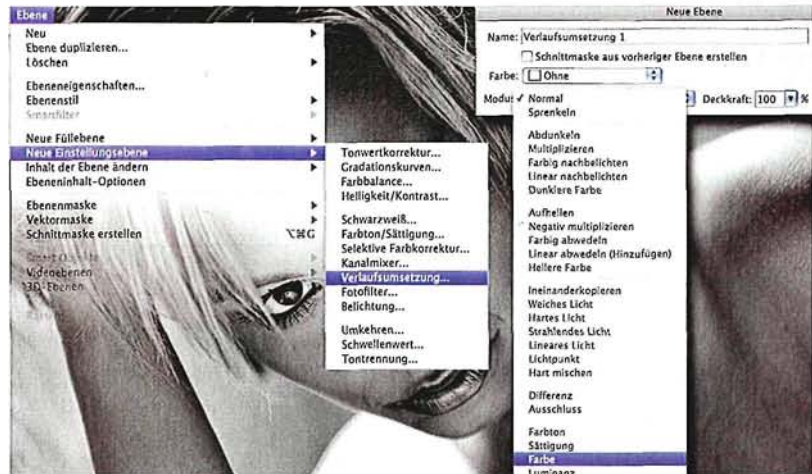 Ebene
Neu
Ebene duplizieren...
Löschen
Ebeneneigenschaften...
Ebenenstil
Smartfilter
Neue Füllebene
Neue Einstellungsebene
Inhalt der Ebene ändern
Ebeneninhalt-Optionen
Ebenenmaske
Vektormaske
Schnittmaske erstellen ⌥⌘G
Smart Objekte
Videoebenen
3D-Ebenen
Tonwertkorrektur...
Gradationskurven...
Farbbalance...
Helligkeit/Kontrast...
Schwarzweiß...
Farbton/Sättigung...
Selektive Farbkorrektur...
Kanalmixer...
Verlaufsumsetzung...
Fotofilter...
Belichtung...
Umkehren...
Schwellenwert...
Tontrennung...
Neue Ebene
Name: Verlaufsumsetzung 1
Schnittmaske aus vorheriger Ebene erstellen
Farbe: Ohne
Modus ✓ Normal Deckkraft: 100 %
Sprenkeln
Abdunkeln
Multiplizieren
Farbig nachbelichten
Linear nachbelichten
Dunklere Farbe
Aufhellen
Negativ multiplizieren
Farbig abwedeln
Linear abwedeln (Hinzufügen)
Hellere Farbe
Ineinanderkopieren
Weiches Licht
Hartes Licht
Strahlendes Licht
Lineares Licht
Lichtpunkt
Hart mischen
Differenz
Ausschluss
Farbton
Sättigung
Farbe
Luminanz